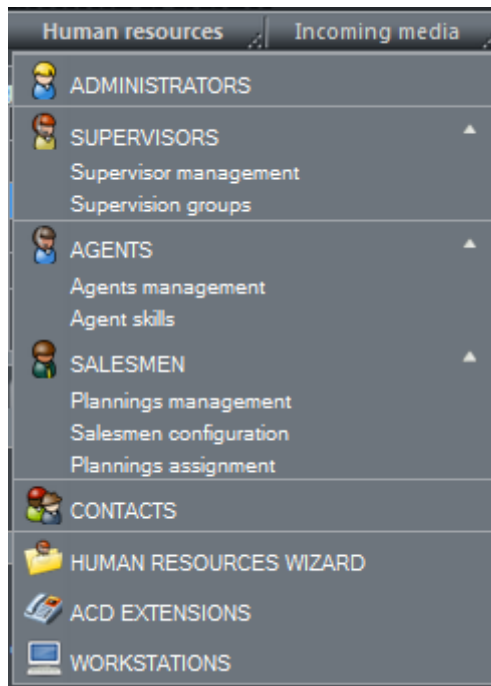 Human resources
Incoming media
ADMINISTRATORS
SUPERVISORS
Supervisor management
Supervision groups
AGENTS
Agents management
Agent skills
SALESMEN
Plannings management
Salesmen configuration
Plannings assignment
CONTACTS
HUMAN RESOURCES WIZARD
ACD EXTENSIONS
WORKSTATIONS